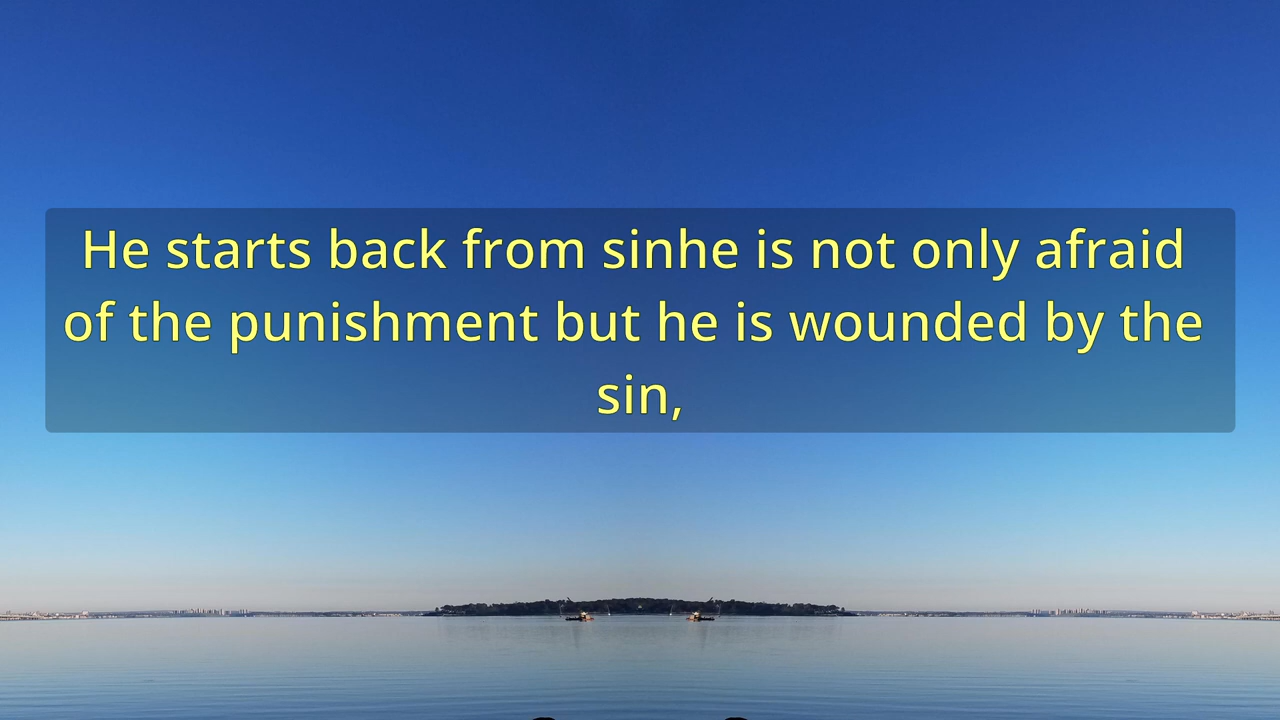 He starts back from sinhe is not only afraid
of the punishment but he is wounded by the
sin,